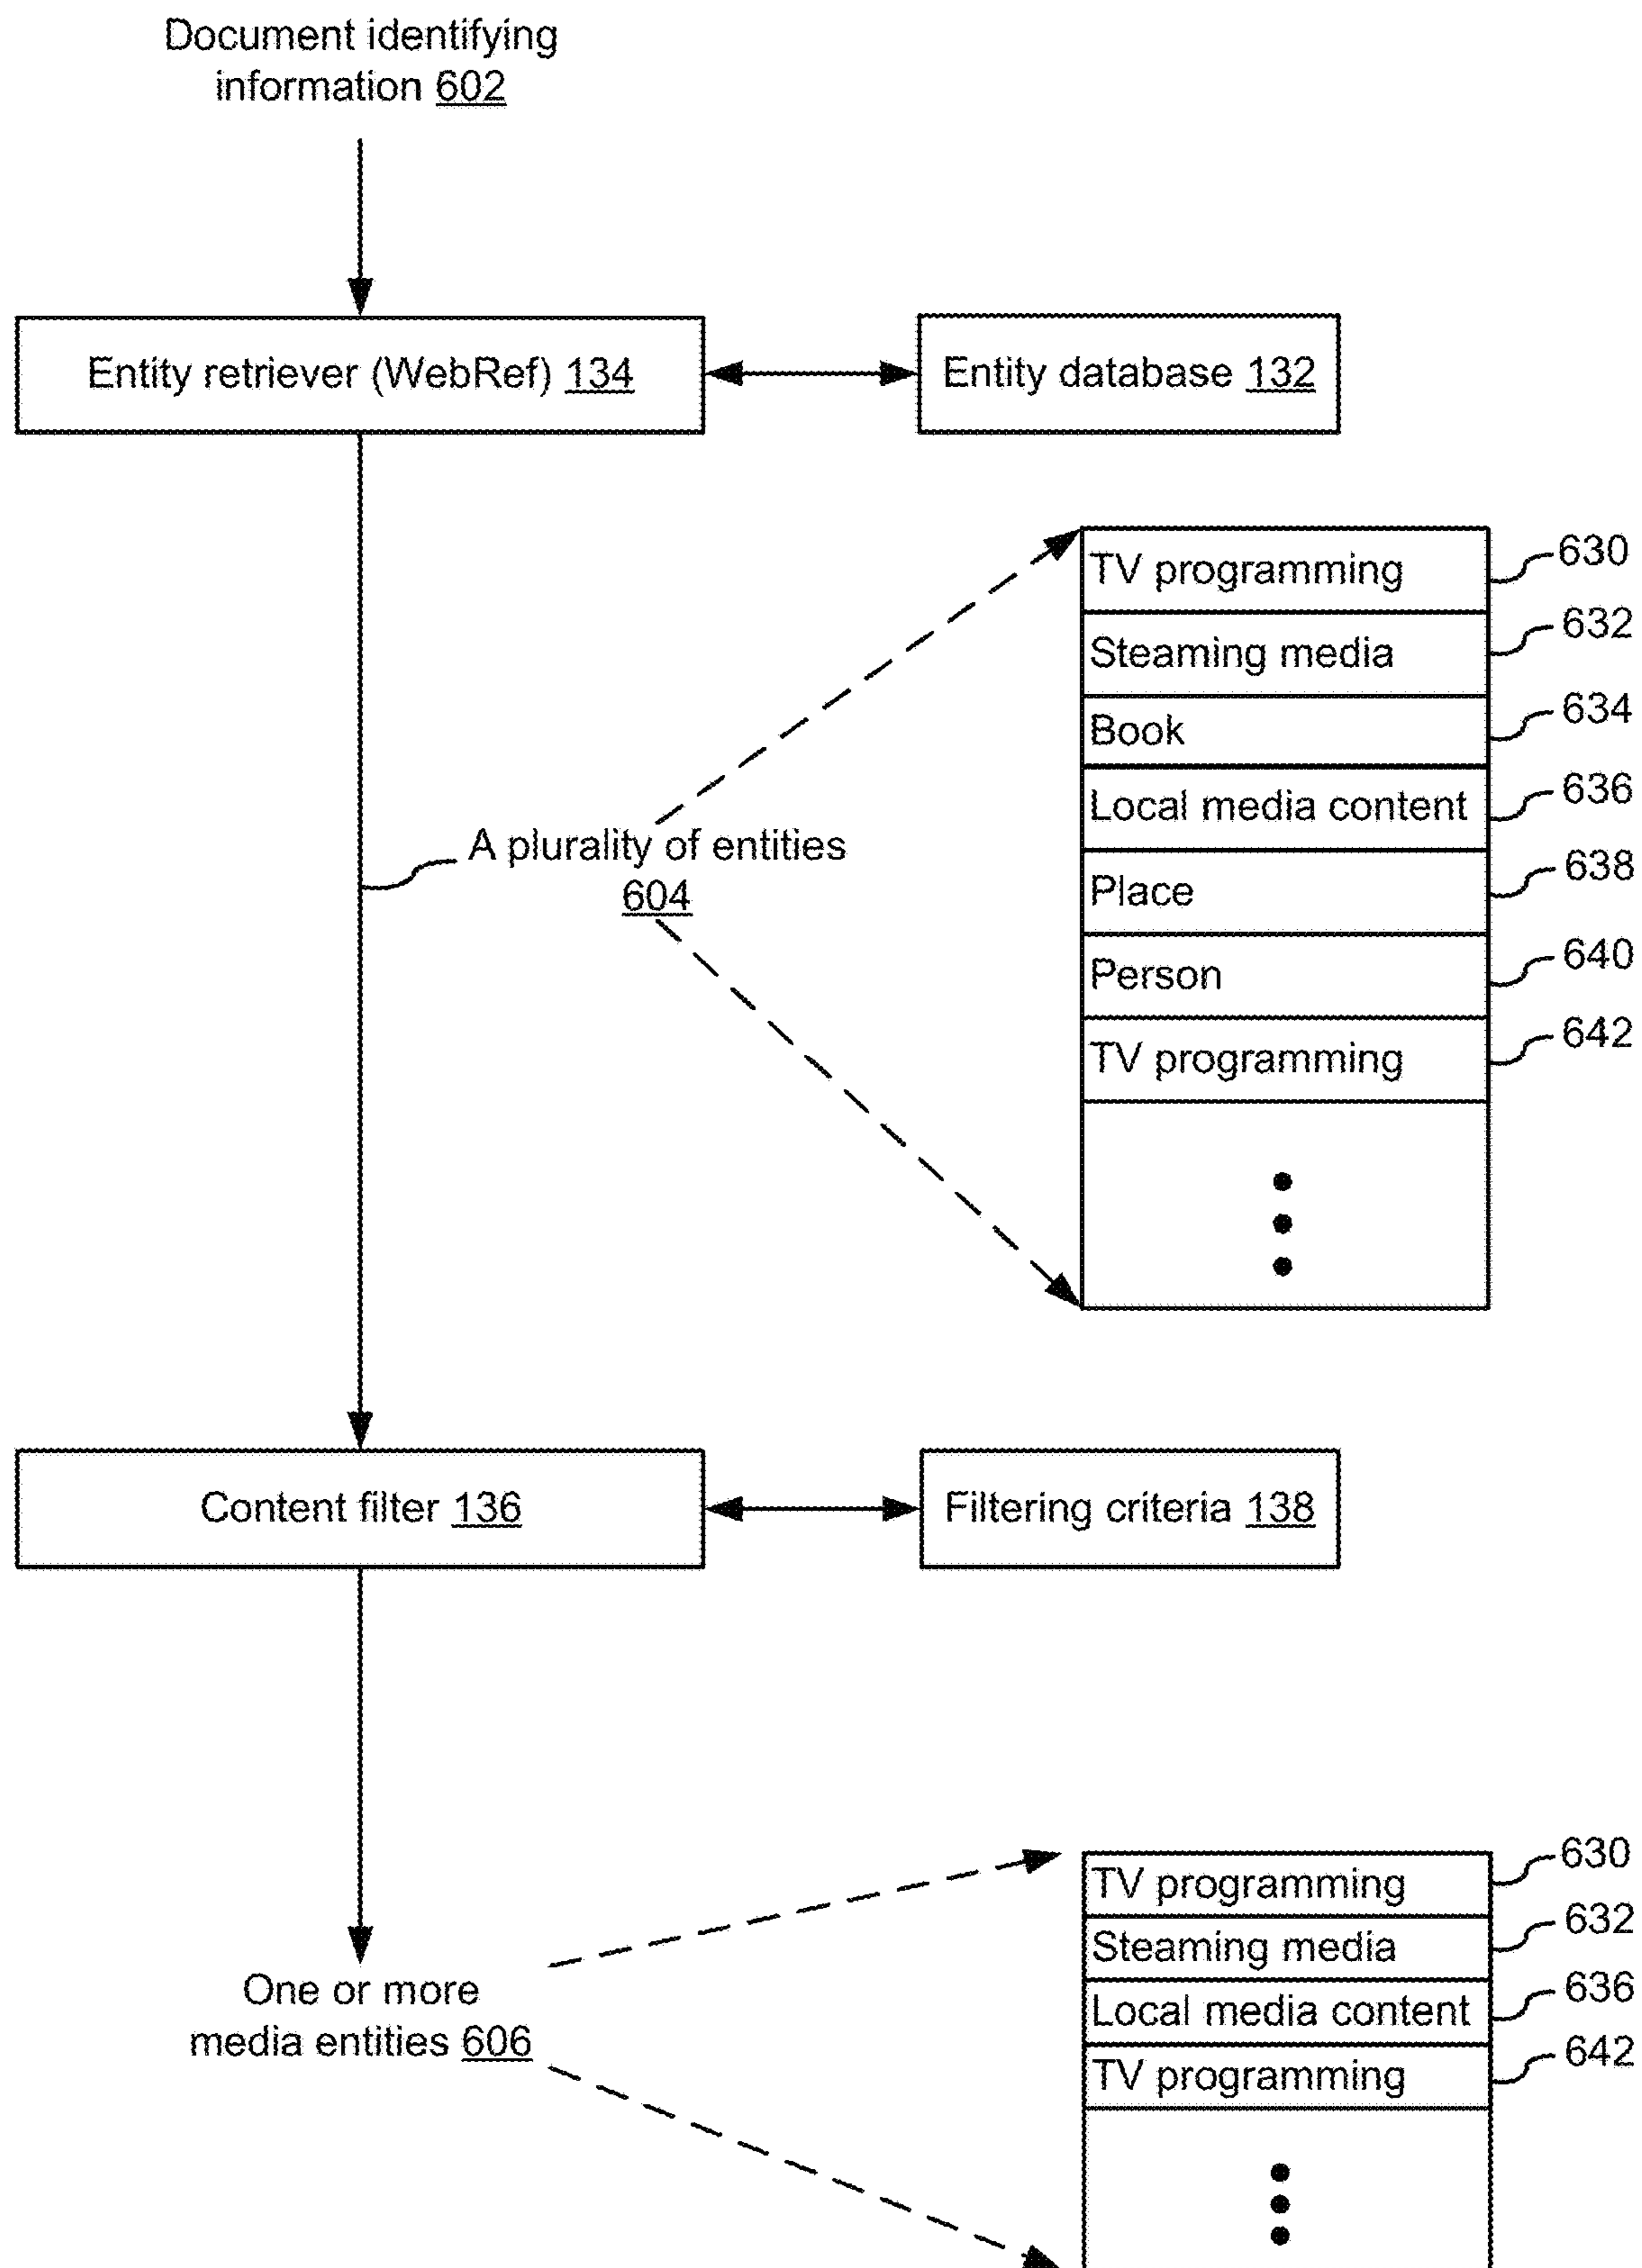 Document identifying
information 602
Entity retriever (WebRef) 134
Entity database 132
TV programming
630
Steaming media
632
Book
634
Local media content
636
A plurality of entities
604
Place
638
Person
640
TV programming
642
Content filter 136
Filtering criteria 138
One or more
media entities 606
TV programming
630
Steaming media
632
Local media content
636
TV programming
642